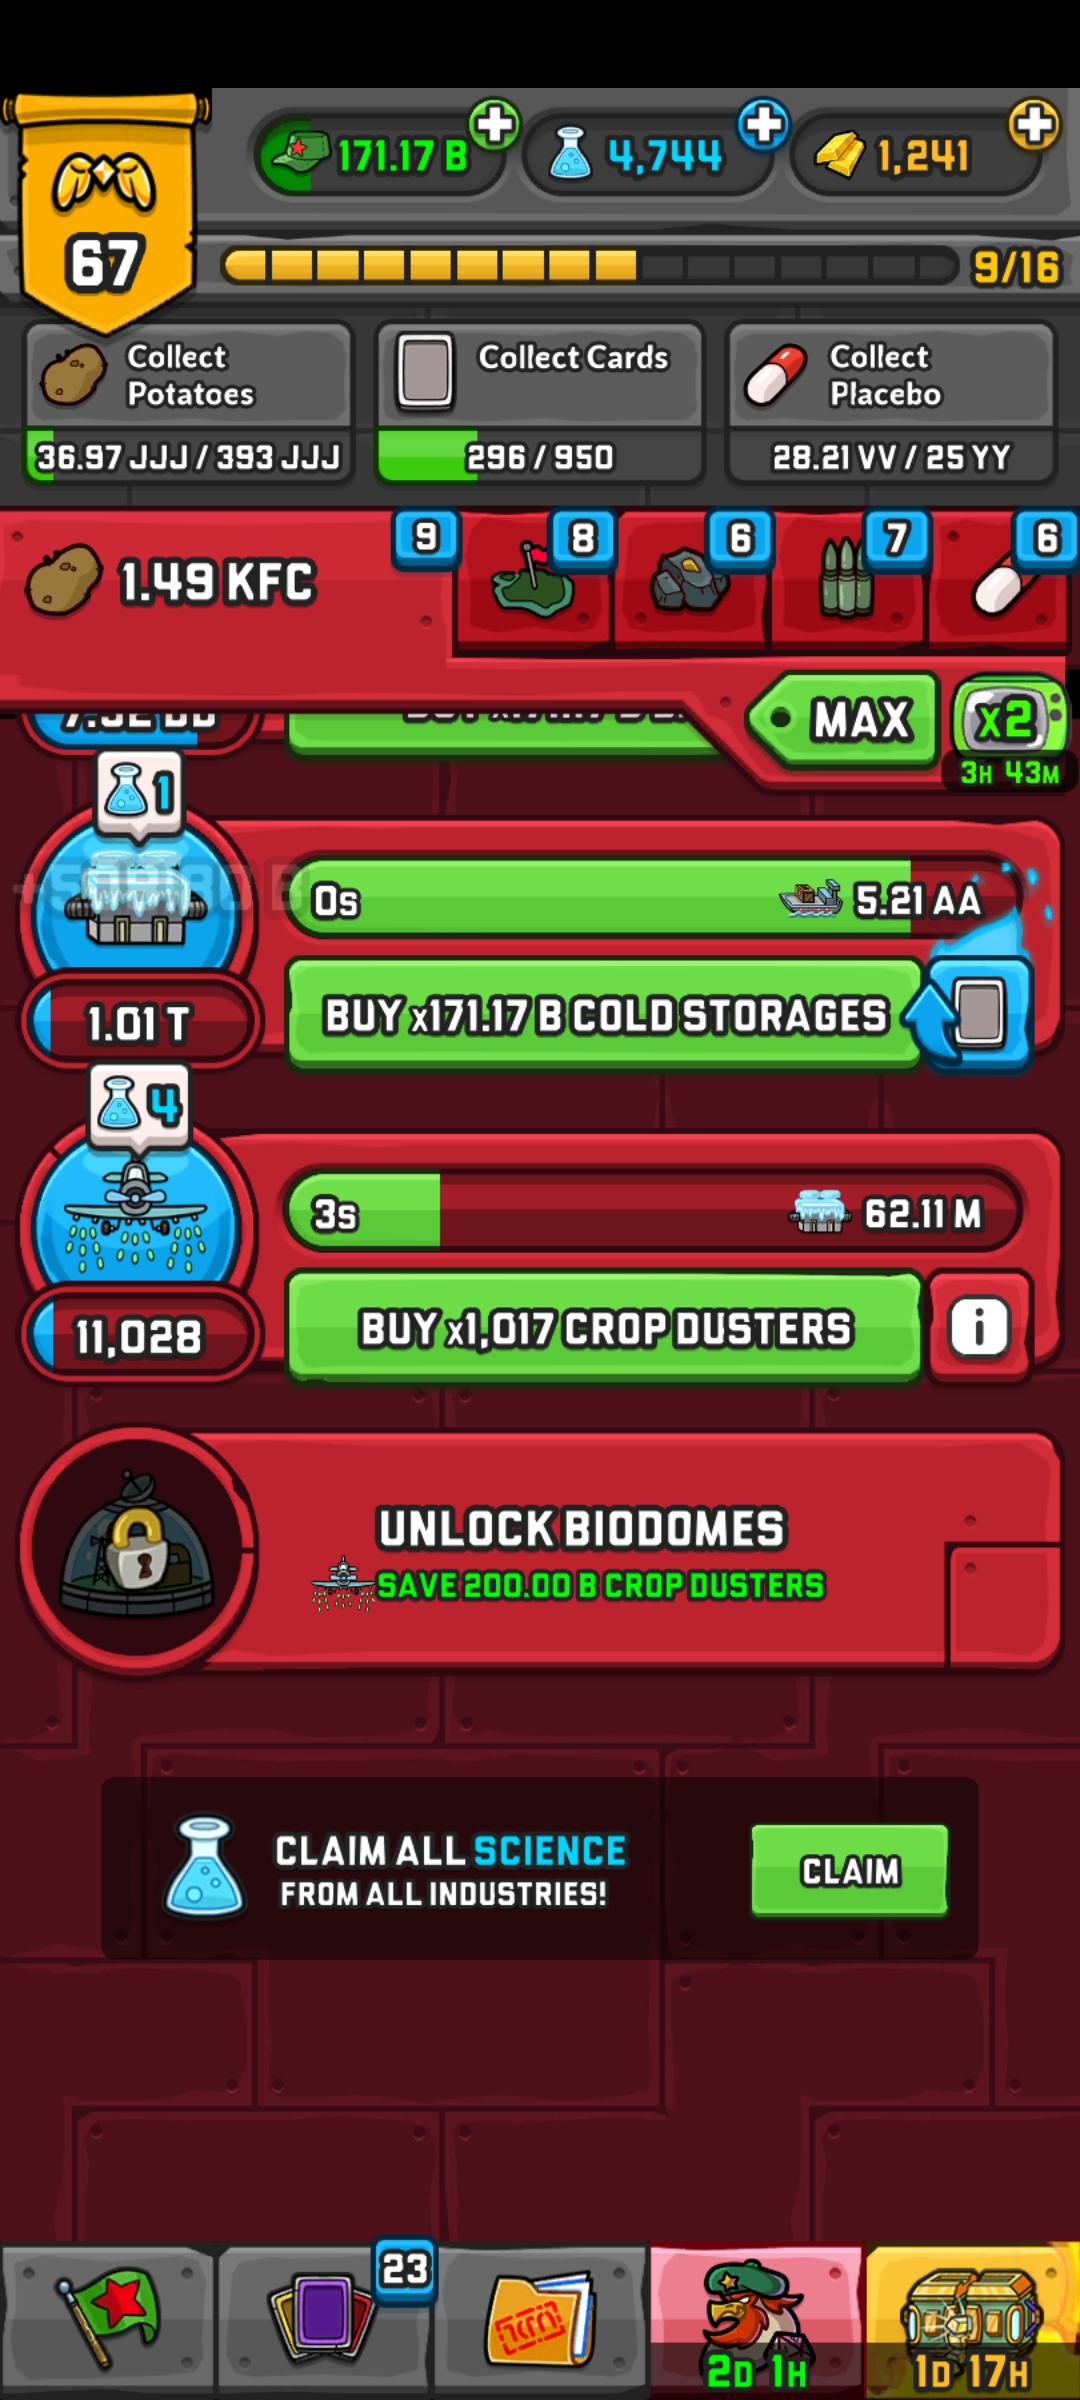 171.17 B
4,744
1,241
67
9/16
Collect
Potatoes
36.97 JJJ / 393 JJJ
Collect Cards
296 / 950
Collect
Placebo
28.21 VV / 25 YY
1.49 KFC
9
8
6
7
6
MAX
x2
3H 43M
1
0s
5.21 AA
1.01 T
BUY x171.17 B COLD STORAGES
4
3s
62.11 M
11,028
BUY x1,017 CROP DUSTERS
i
UNLOCK BIODOMES
SAVE 200.00 B CROP DUSTERS
CLAIM ALL SCIENCE
FROM ALL INDUSTRIES!
CLAIM
23
2D 1H
1D 17H